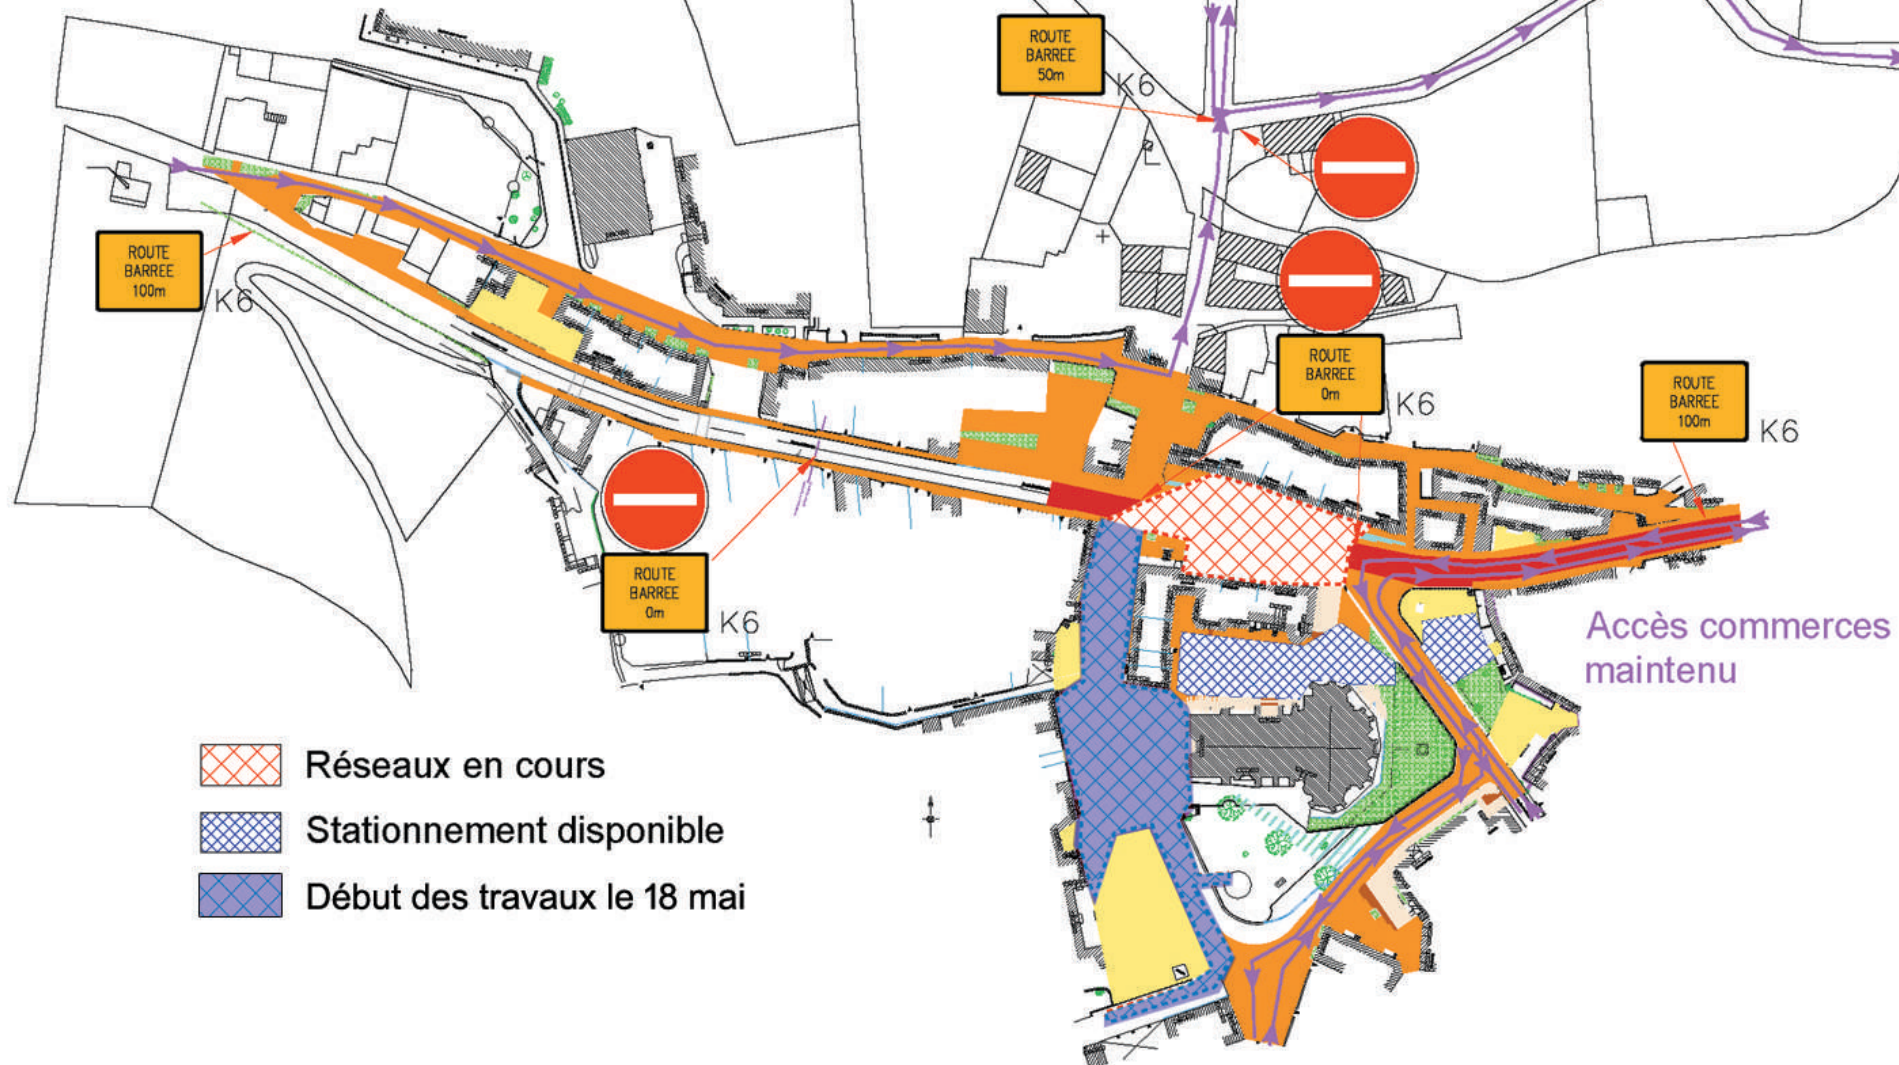 ROUTE
BARREE
50m
K6
ROUTE
BARREE
100m
K6
ROUTE
BARREE
0m
K6
ROUTE
BARREE
100m
K6
ROUTE
BARREE
0m
K6
Accès commerces
maintenu
Réseaux en cours
Stationnement disponible
Début des travaux le 18 mai